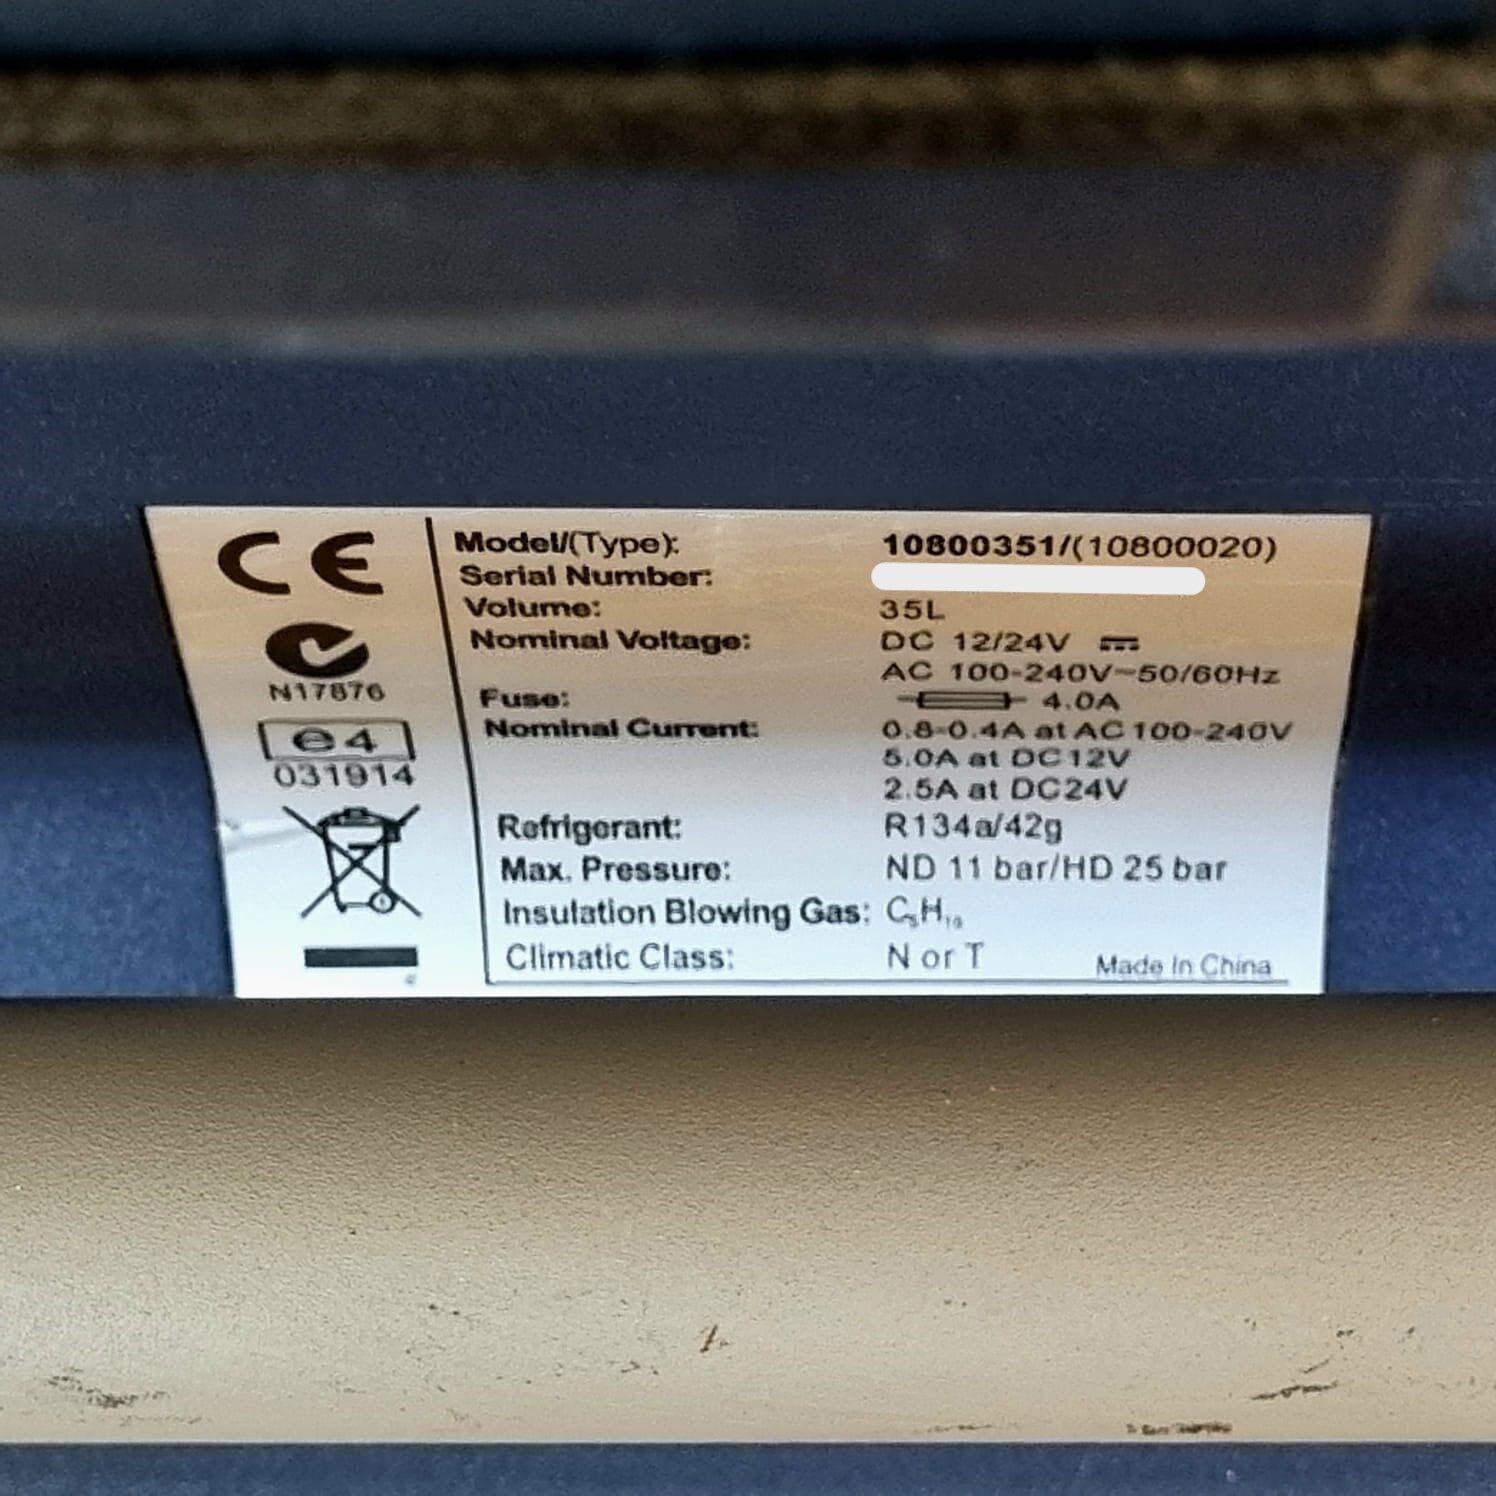 CE
N17876
e4
031914
Model/(Type): 10800351/(10800020)
Serial Number:
Volume: 35L
Nominal Voltage: DC 12/24V
AC 100-240V~50/60Hz
Fuse: 4.0A
Nominal Current: 0.8-0.4A at AC 100-240V
5.0A at DC12V
2.5A at DC24V
Refrigerant: R134a/42g
Max. Pressure: ND 11 bar/HD 25 bar
Insulation Blowing Gas: C₅H₁₀
Climatic Class: N or T
Made In China